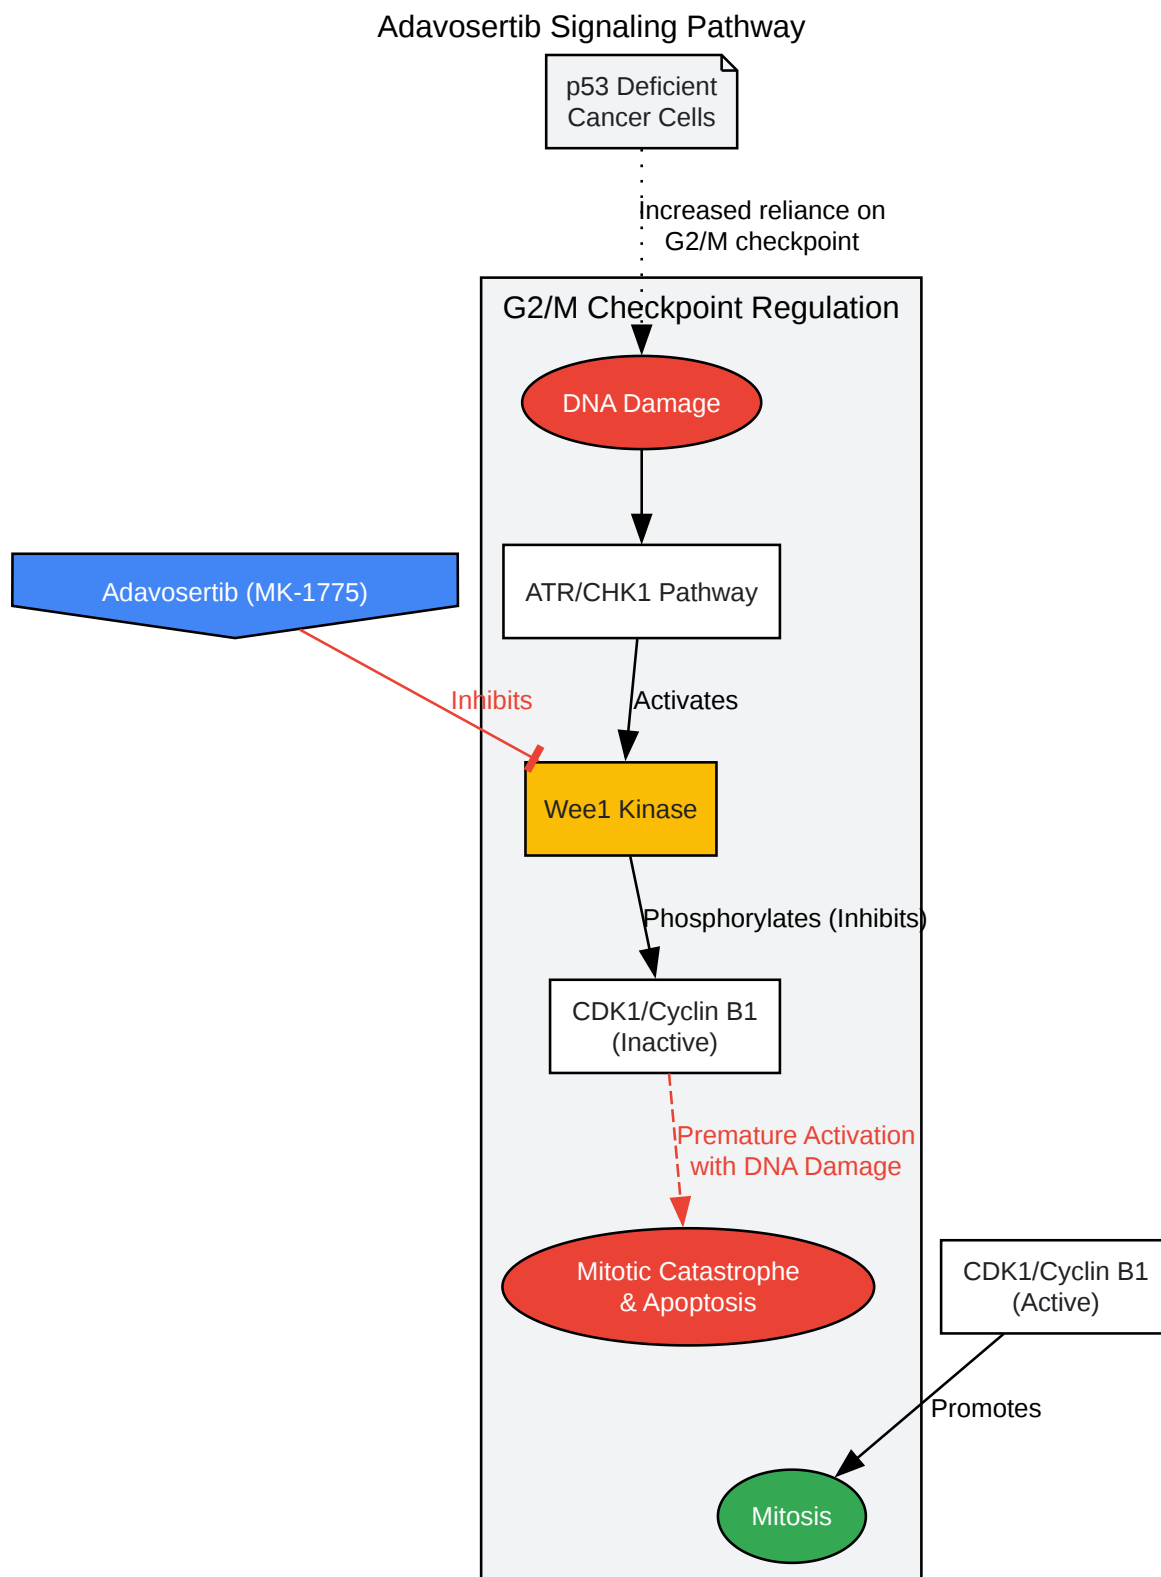 Adavosertib Signaling Pathway
p53 Deficient
Cancer Cells
Increased reliance on
G2/M checkpoint
G2/M Checkpoint Regulation
DNA Damage
Adavosertib (MK-1775)
ATR/CHK1 Pathway
Inhibits
Activates
Wee1 Kinase
Phosphorylates (Inhibits)
CDK1/Cyclin B1
(Inactive)
Premature Activation
with DNA Damage
Mitotic Catastrophe
& Apoptosis
CDK1/Cyclin B1
(Active)
Promotes
Mitosis